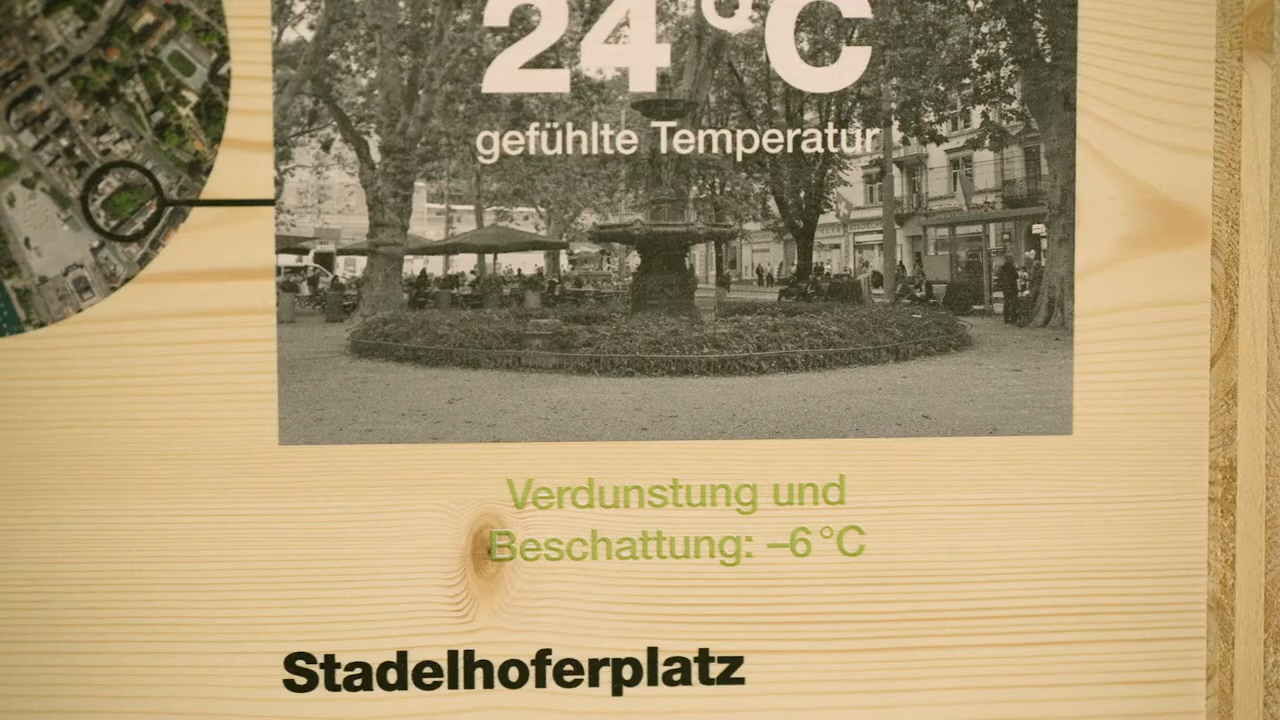 24°C
gefühlte Temperatur
Verdunstung und
Beschattung: –6°C
Stadelhoferplatz